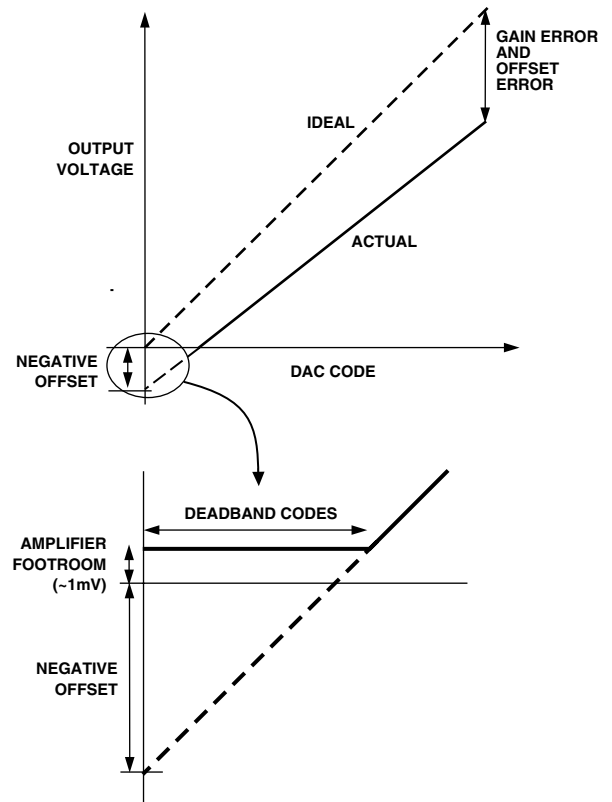 GAIN ERROR
AND
OFFSET
ERROR
IDEAL
OUTPUT
VOLTAGE
ACTUAL
NEGATIVE
OFFSET
DAC CODE
DEADBAND CODES
AMPLIFIER
FOOTROOM
(~1mV)
NEGATIVE
OFFSET